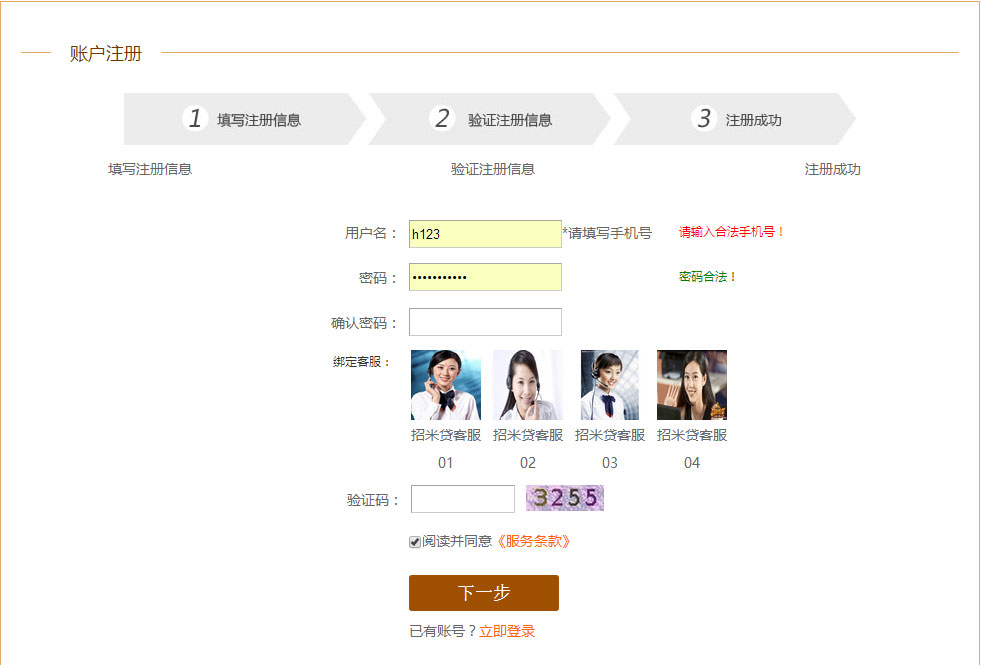 账户注册
1 填写注册信息 2 验证注册信息 3 注册成功
填写注册信息 验证注册信息 注册成功
用户名： h123 *请填写手机号 请输入合法手机号！
密码： ••••••••••• 密码合法！
确认密码：
绑定客服：
招米贷客服 招米贷客服 招米贷客服 招米贷客服
01 02 03 04
验证码： 3255
阅读并同意《服务条款》
下一步
已有账号？立即登录